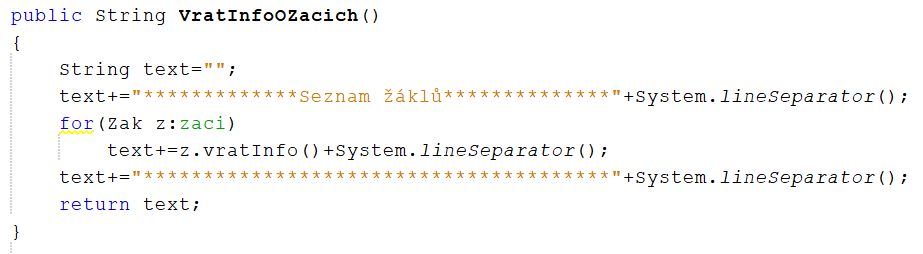 public String VratInfoOZacich()
{
    String text="";
    text+="*************Seznam žáklů**************"+System.lineSeparator();
    for(Zak z:zaci)
        text+=z.vratInfo()+System.lineSeparator();
    text+="***************************************"+System.lineSeparator();
    return text;
}